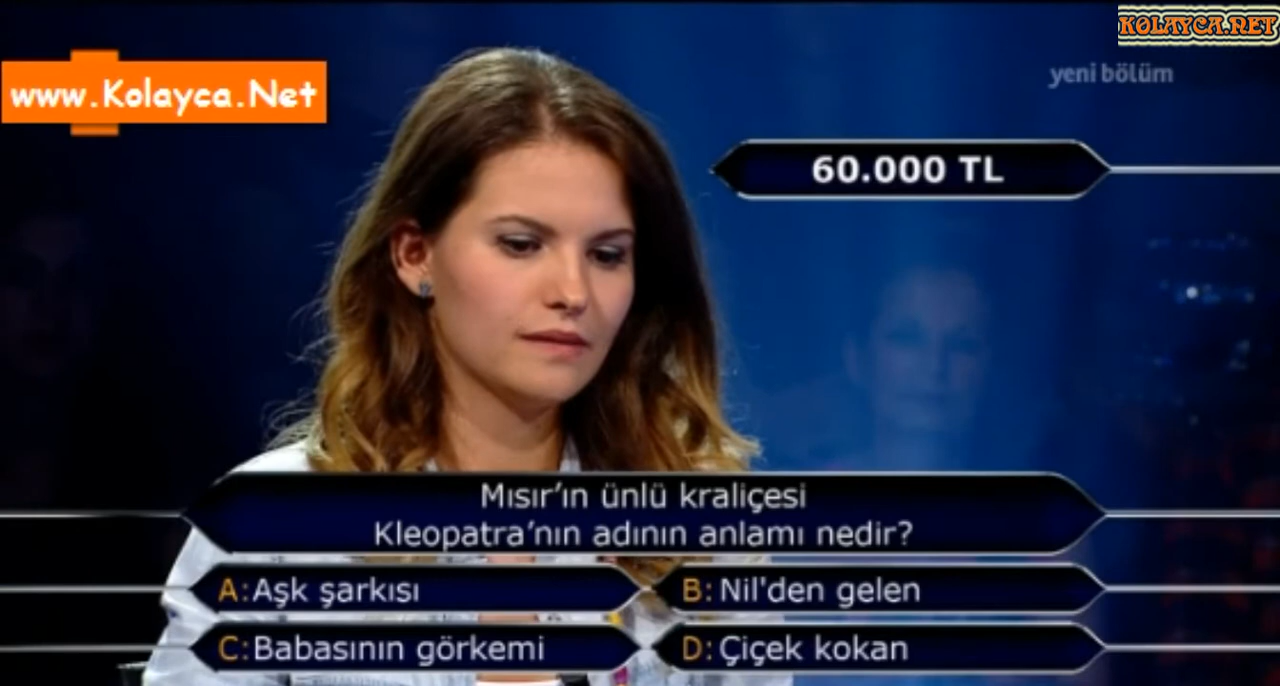 KOLAYCA.NET
www.Kolayca.Net
yeni bölüm
60.000 TL
Mısır’ın ünlü kraliçesi
Kleopatra’nın adının anlamı nedir?
A: Aşk şarkısı
B: Nil'den gelen
C: Babasının görkemi
D: Çiçek kokan